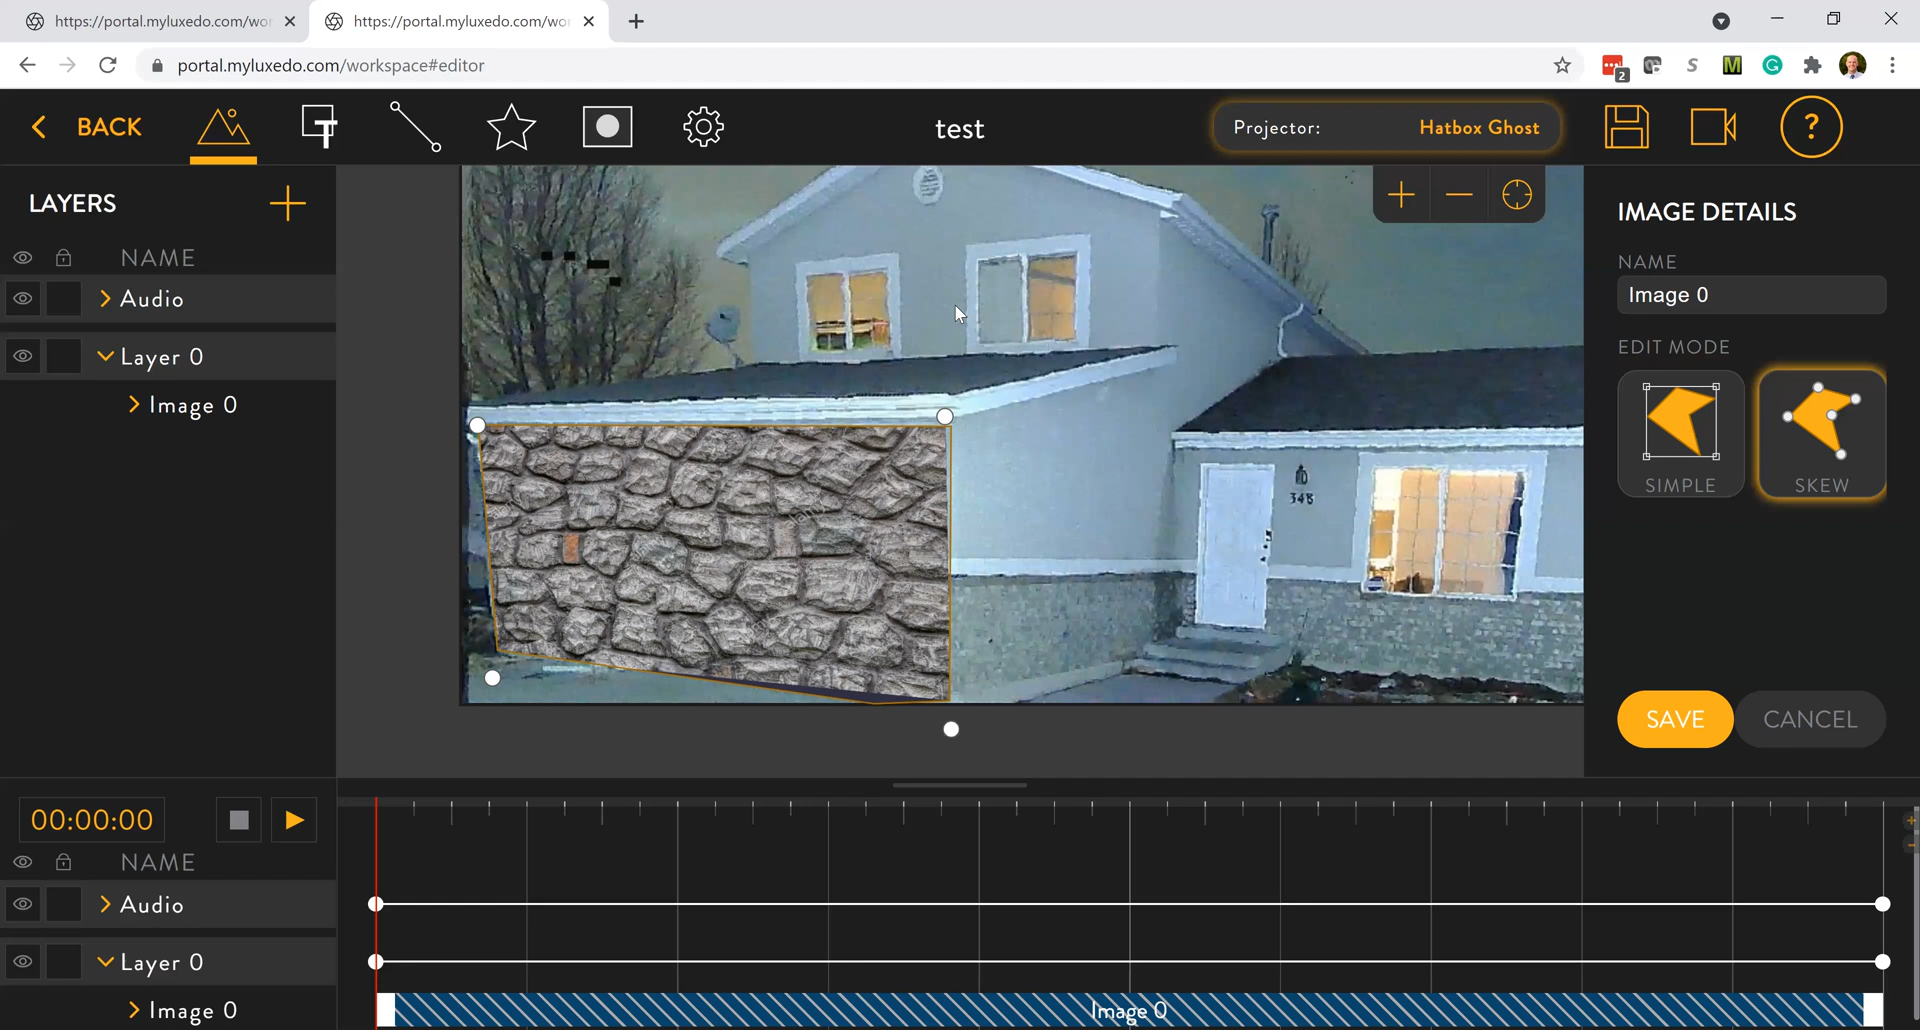 https://portal.myluxedo.com/wor
https://portal.myluxedo.com/wo
portal.myluxedo.com/workspace#editor
2
BACK
T
test
Projector: Hatbox Ghost
?
LAYERS
NAME
Audio
Layer 0
Image 0
348
IMAGE DETAILS
NAME
Image 0
EDIT MODE
SIMPLE
SKEW
SAVE
CANCEL
00:00:00
NAME
Audio
Layer 0
Image 0
Image 0